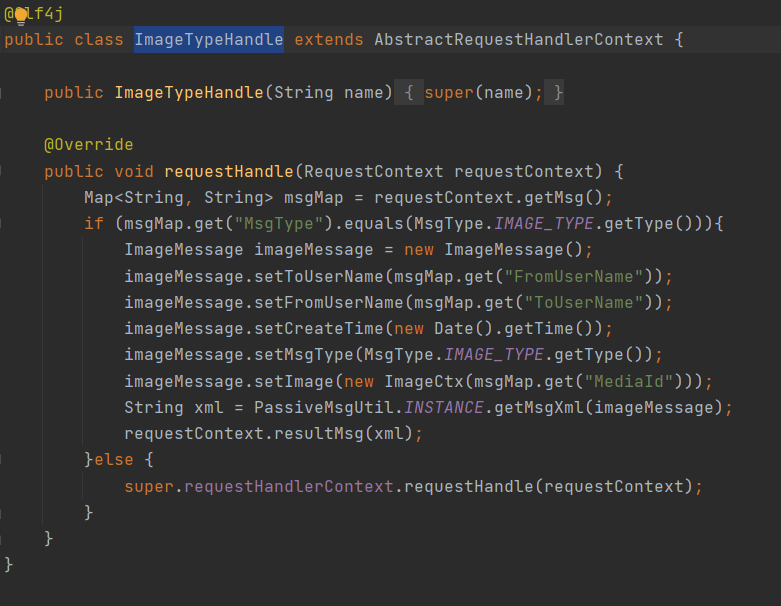 @Slf4j
public class ImageTypeHandle extends AbstractRequestHandlerContext {
public ImageTypeHandle(String name) { super(name); }
@Override
public void requestHandle(RequestContext requestContext) {
Map<String, String> msgMap = requestContext.getMsg();
if (msgMap.get("MsgType").equals(MsgType.IMAGE_TYPE.getType())){
ImageMessage imageMessage = new ImageMessage();
imageMessage.setToUserName(msgMap.get("FromUserName"));
imageMessage.setFromUserName(msgMap.get("ToUserName"));
imageMessage.setCreateTime(new Date().getTime());
imageMessage.setMsgType(MsgType.IMAGE_TYPE.getType());
imageMessage.setImage(new ImageCtx(msgMap.get("MediaId")));
String xml = PassiveMsgUtil.INSTANCE.getMsgXml(imageMessage);
requestContext.resultMsg(xml);
}else {
super.requestHandlerContext.requestHandle(requestContext);
}
}
}